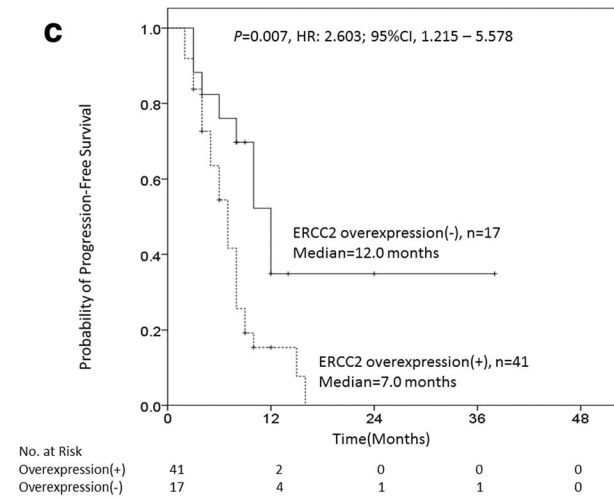 C
P=0.007, HR: 2.603; 95%CI, 1.215 – 5.578
Probability of Progression-Free Survival
1.0
0.8
0.6
0.4
0.2
0.0
ERCC2 overexpression(-), n=17
Median=12.0 months
ERCC2 overexpression(+), n=41
Median=7.0 months
0 12 24 36 48
Time(Months)
No. at Risk
Overexpression(+) 41 2 0 0 0
Overexpression(-) 17 4 1 1 0